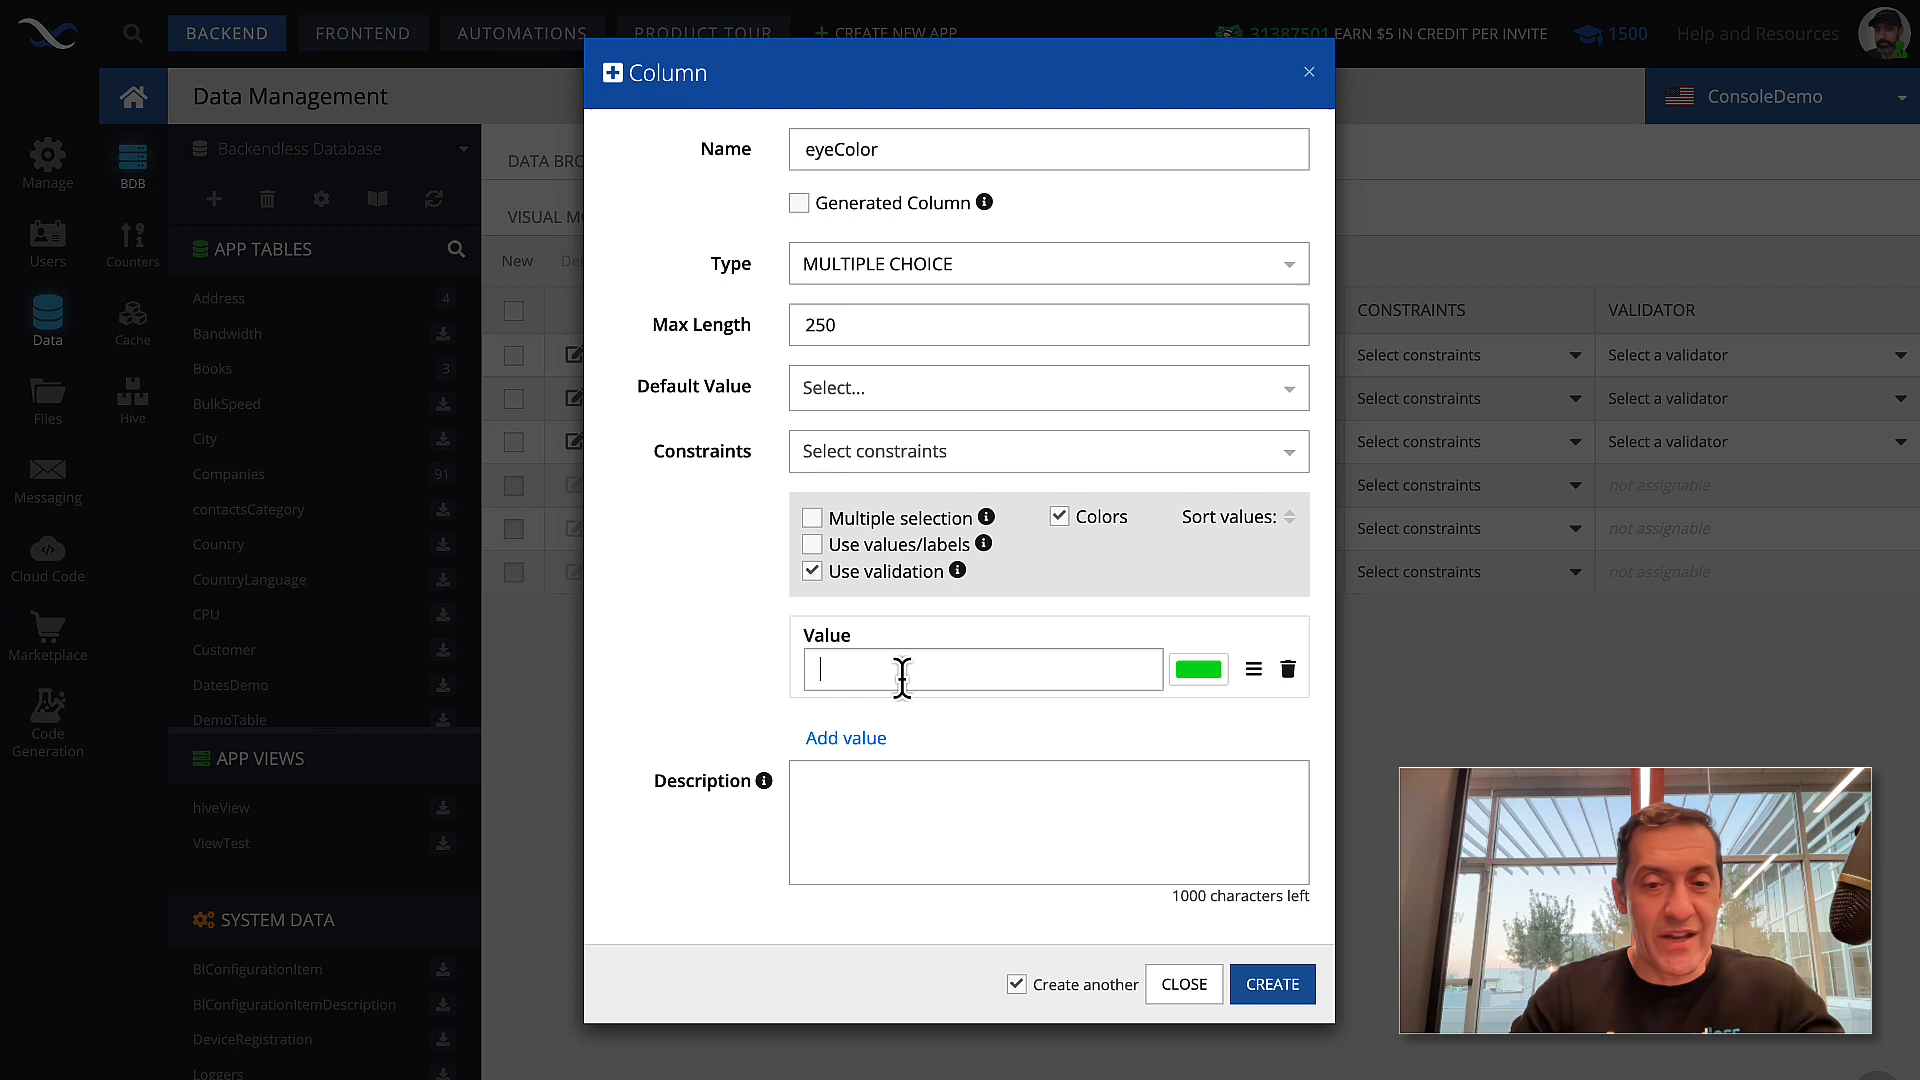 BACKEND
FRONTEND
AUTOMATIONS
PRODUCT TOUR
CREATE NEW APP
31387501 EARN $5 IN CREDIT PER INVITE
1500
Help and Resources
Data Management
ConsoleDemo
Manage
Users
Data
Files
Messaging
Cloud Code
Marketplace
Code
Generation
BDB
Counters
Cache
Hive
Backendless Database
APP TABLES
Address 4
Bandwidth
Books 3
BulkSpeed
City
Companies 91
contactsCategory
Country
CountryLanguage
CPU
Customer
DatesDemo
DemoTable
APP VIEWS
hiveView
ViewTest
SYSTEM DATA
BlConfigurationItem
BlConfigurationItemDescription
DeviceRegistration
Loggers
DATA BRO
VISUAL M
New
De
Column
×
Name
eyeColor
Generated Column
Type
MULTIPLE CHOICE
Max Length
250
Default Value
Select...
Constraints
Select constraints
Multiple selection
Colors
Sort values:
Use values/labels
Use validation
Value
Add value
Description
1000 characters left
Create another
CLOSE
CREATE
CONSTRAINTS VALIDATOR
Select constraints Select a validator
Select constraints Select a validator
Select constraints Select a validator
Select constraints not assignable
Select constraints not assignable
Select constraints not assignable